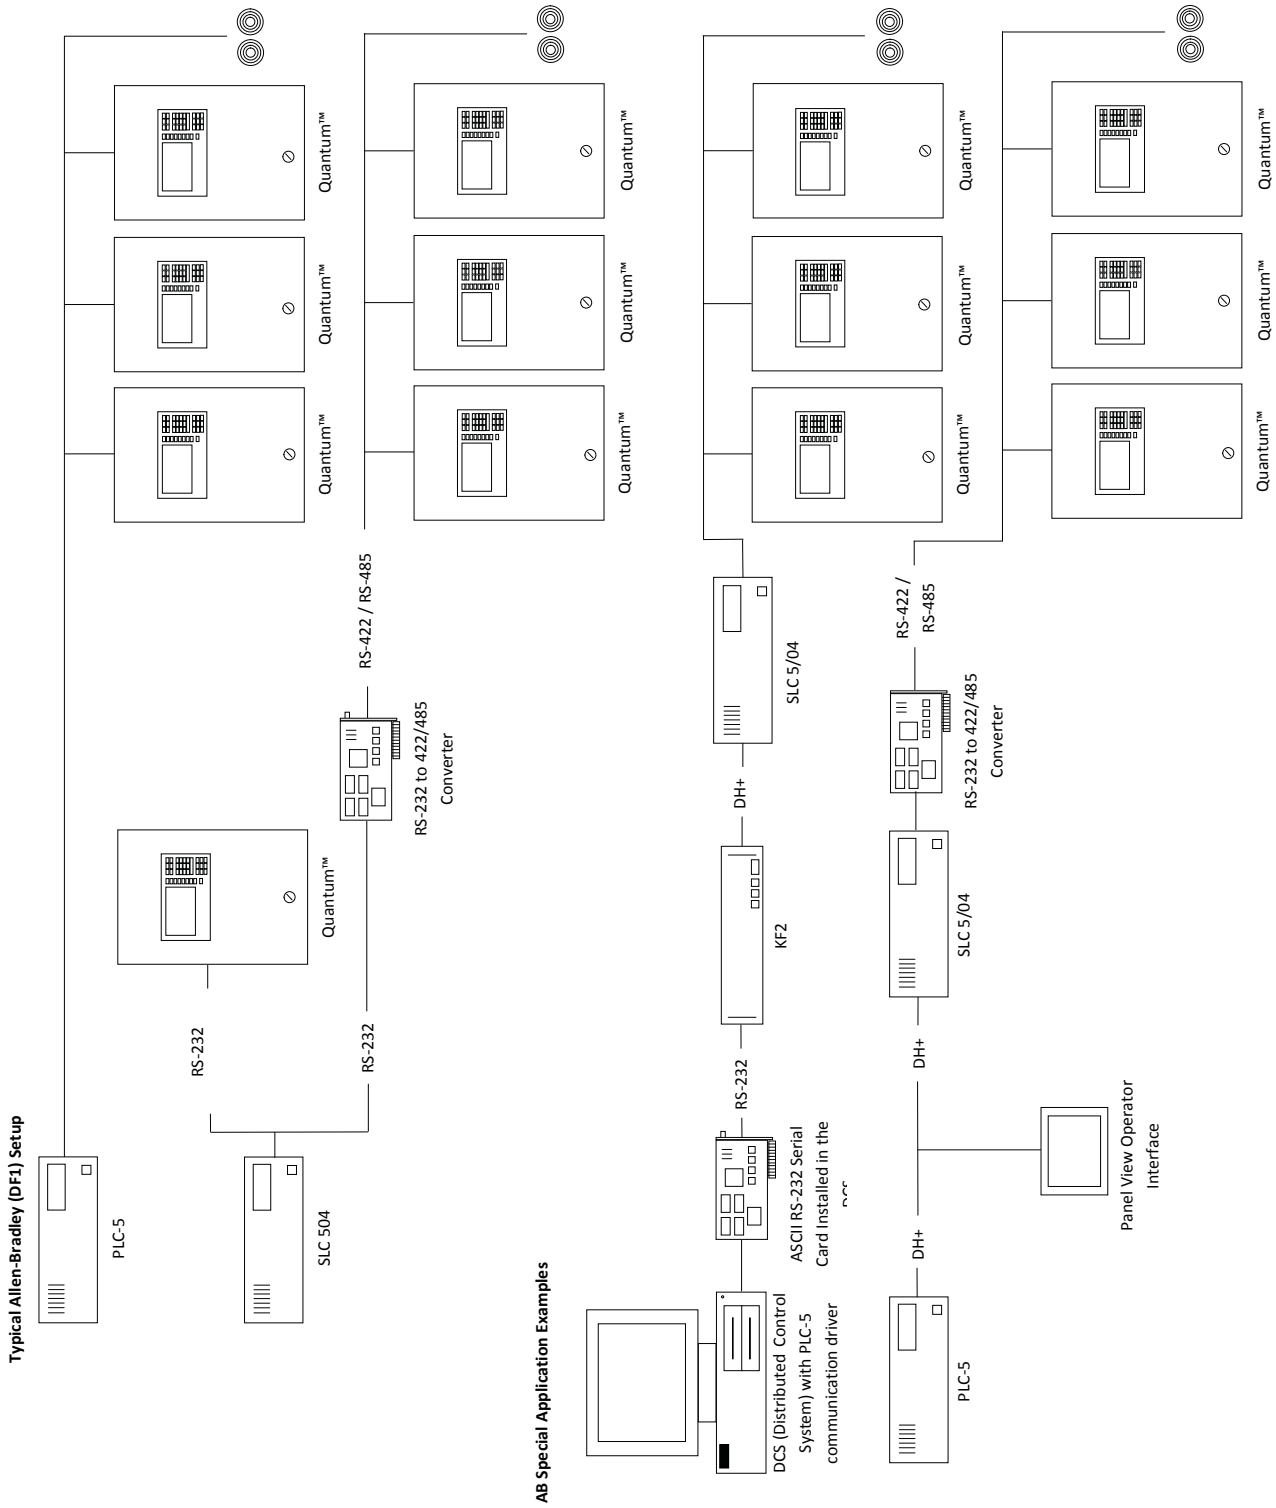 Typical Allen-Bradley (DF1) Setup
PLC-5
Quantum™
Quantum™
Quantum™
SLC 504
RS-232
Quantum™
RS-232
RS-232 to 422/485
Converter
RS-422 / RS-485
Quantum™
Quantum™
Quantum™
AB Special Application Examples
DCS (Distributed Control
System) with PLC-5
communication driver
ASCII RS-232 Serial
Card Installed in the
RS-232
KF2
DH+
SLC 5/04
Quantum™
Quantum™
Quantum™
PLC-5
DH+
Panel View Operator
Interface
DH+
SLC 5/04
RS-232 to 422/485
Converter
RS-422 /
RS-485
Quantum™
Quantum™
Quantum™